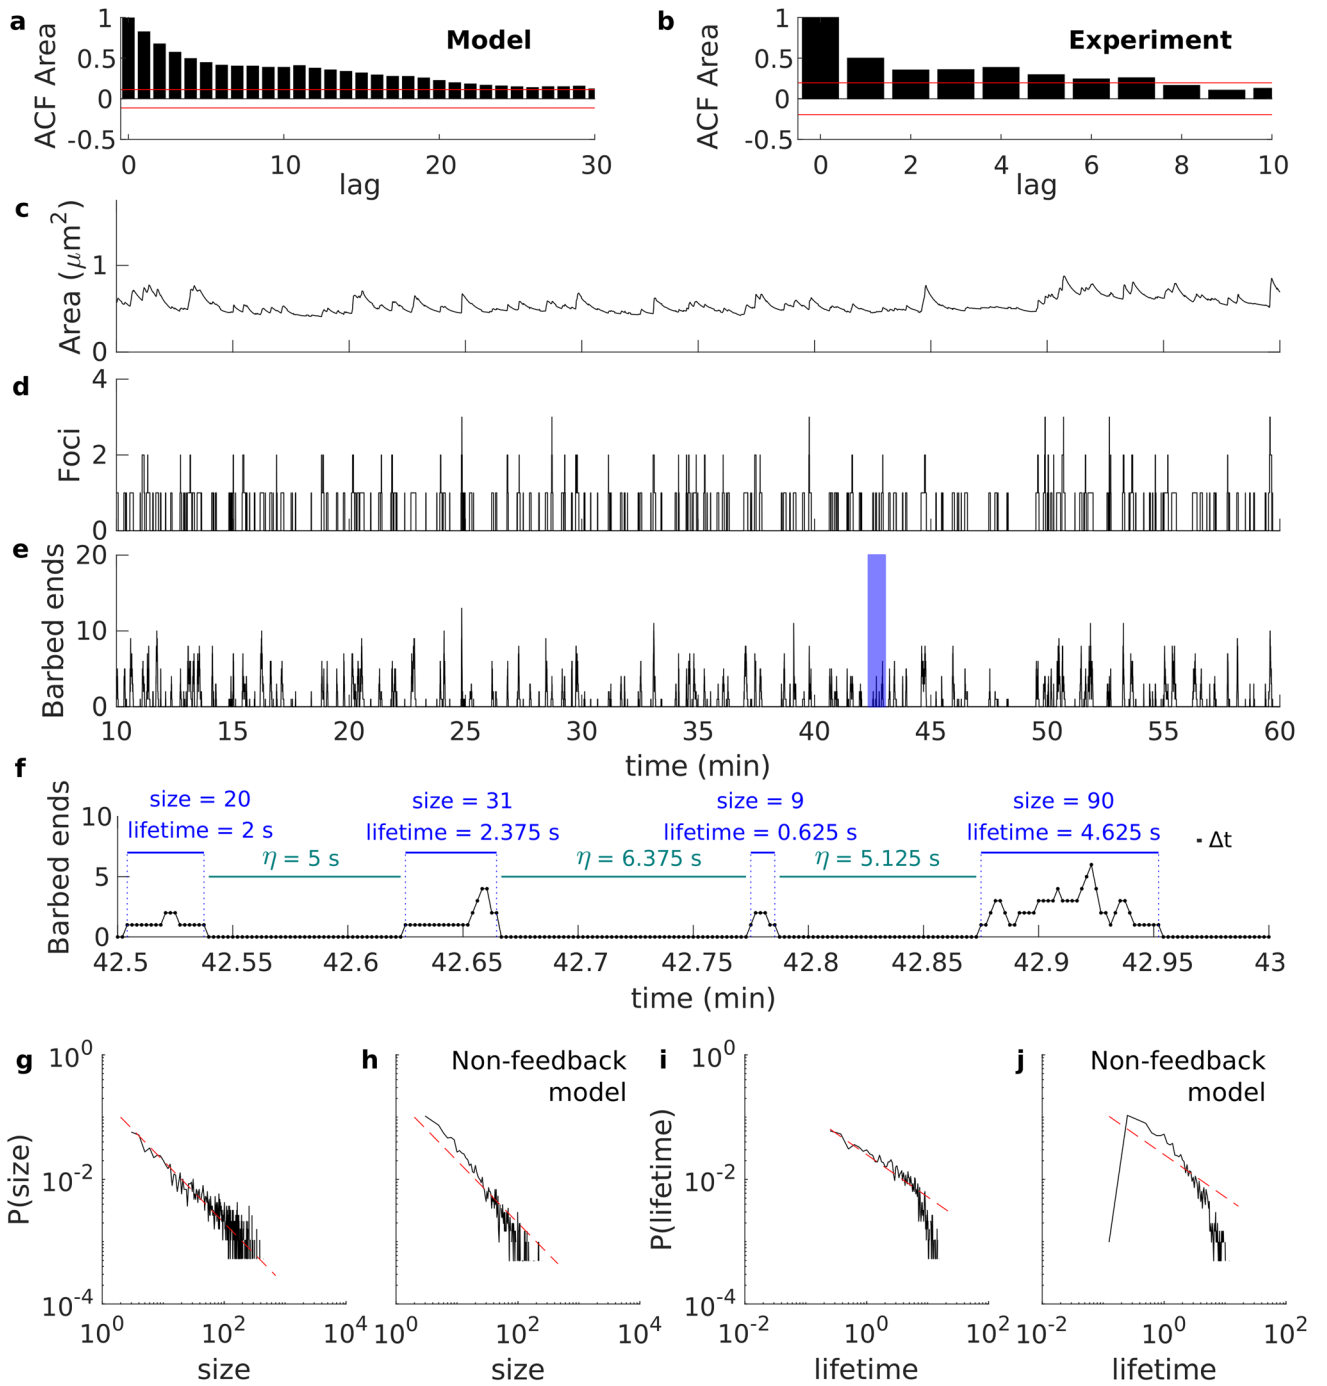 a
ACF Area
1
0.5
0
-0.5
Model
0
10
20
30
lag
b
ACF Area
1
0.5
0
-0.5
Experiment
0
2
4
6
8
10
lag
c
Area (μm²)
1
0
d
Foci
4
2
0
e
Barbed ends
20
10
0
10
15
20
25
30
35
40
45
50
55
60
time (min)
f
Barbed ends
10
5
0
size = 20
lifetime = 2 s
η = 5 s
size = 31
lifetime = 2.375 s
η = 6.375 s
size = 9
lifetime = 0.625 s
η = 5.125 s
size = 90
lifetime = 4.625 s
Δt
42.5
42.55
42.6
42.65
42.7
42.75
42.8
42.85
42.9
42.95
43
time (min)
g
P(size)
10⁰
10⁻²
10⁻⁴
10⁰
10²
10⁴
size
h
Non-feedback
model
10⁰
10²
10⁴
size
i
P(lifetime)
10⁰
10⁻²
10⁻⁴
10⁻²
10⁰
10²
lifetime
j
Non-feedback
model
10⁻²
10⁰
10²
lifetime